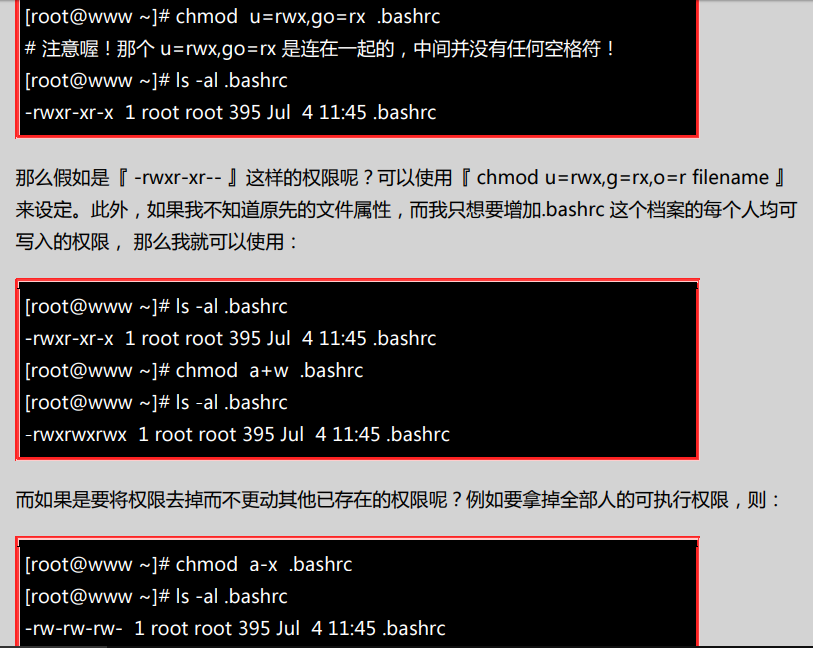 [root@www ~]# chmod  u=rwx,go=rx  .bashrc
# 注意喔！那个 u=rwx,go=rx 是连在一起的，中间并没有任何空格符！
[root@www ~]# ls -al .bashrc
-rwxr-xr-x  1 root root 395 Jul  4 11:45 .bashrc
那么假如是『 -rwxr-xr-- 』这样的权限呢？可以使用『 chmod u=rwx,g=rx,o=r filename 』
来设定。此外，如果我不知道原先的文件属性，而我只想要增加.bashrc 这个档案的每个人均可
写入的权限， 那么我就可以使用：
[root@www ~]# ls -al .bashrc
-rwxr-xr-x  1 root root 395 Jul  4 11:45 .bashrc
[root@www ~]# chmod  a+w  .bashrc
[root@www ~]# ls -al .bashrc
-rwxrwxrwx  1 root root 395 Jul  4 11:45 .bashrc
而如果是要将权限去掉而不更动其他已存在的权限呢？例如要拿掉全部人的可执行权限，则：
[root@www ~]# chmod  a-x  .bashrc
[root@www ~]# ls -al .bashrc
-rw-rw-rw-  1 root root 395 Jul  4 11:45 .bashrc